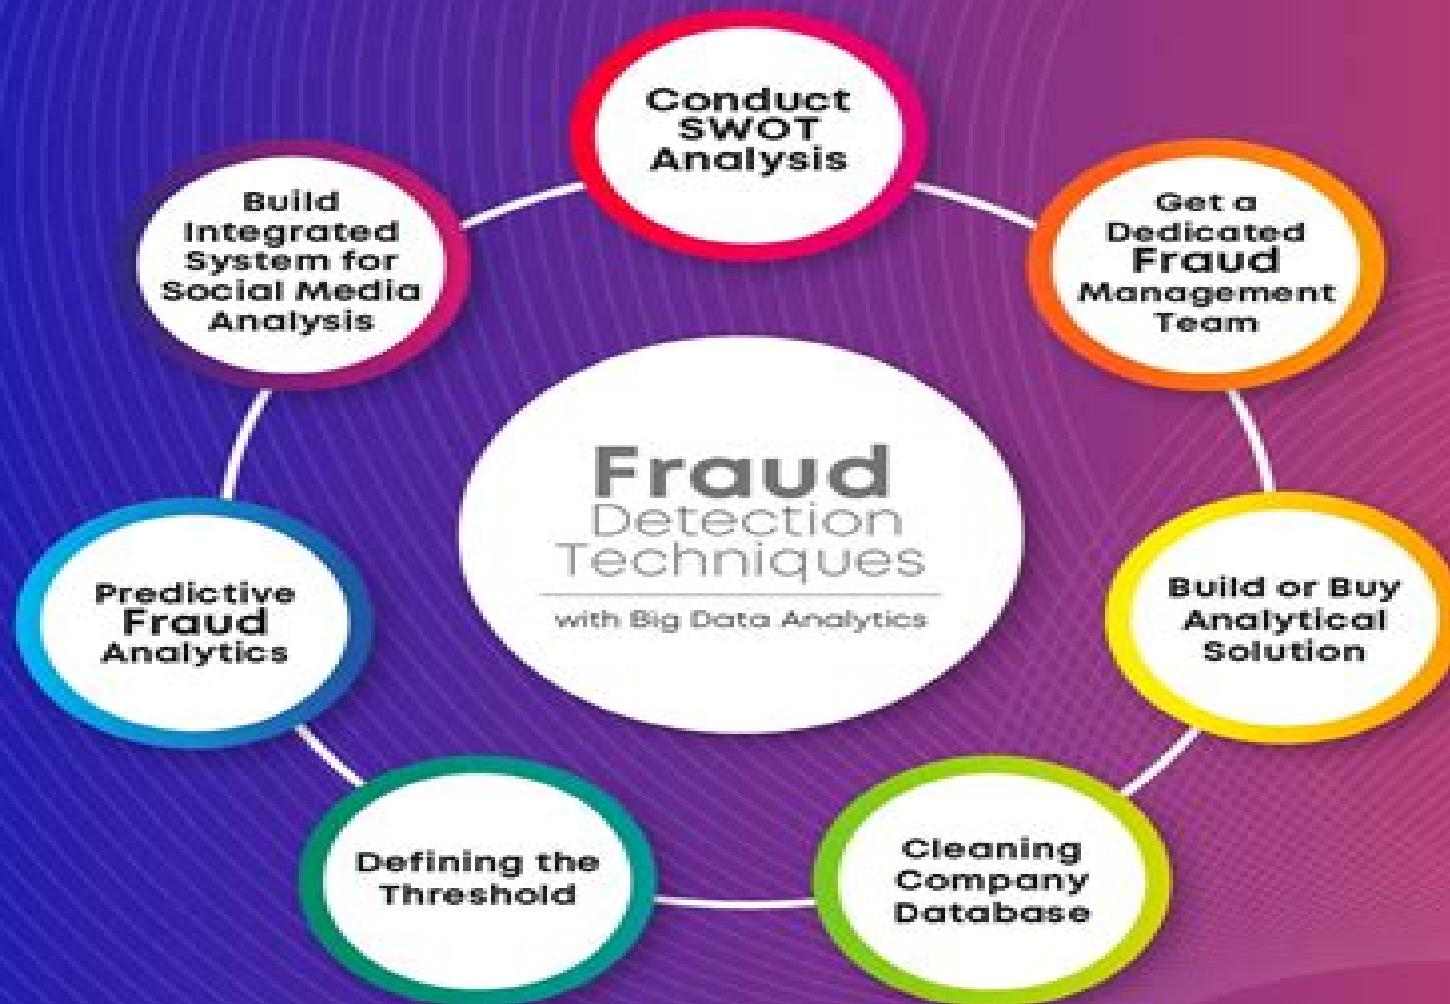 Conduct
SWOT
Analysis
Get a
Dedicated
Fraud
Management
Team
Build or Buy
Analytical
Solution
Cleaning
Company
Database
Defining the
Threshold
Predictive
Fraud
Analytics
Build
Integrated
System for
Social Media
Analysis
Fraud
Detection
Techniques
with Big Data Analytics